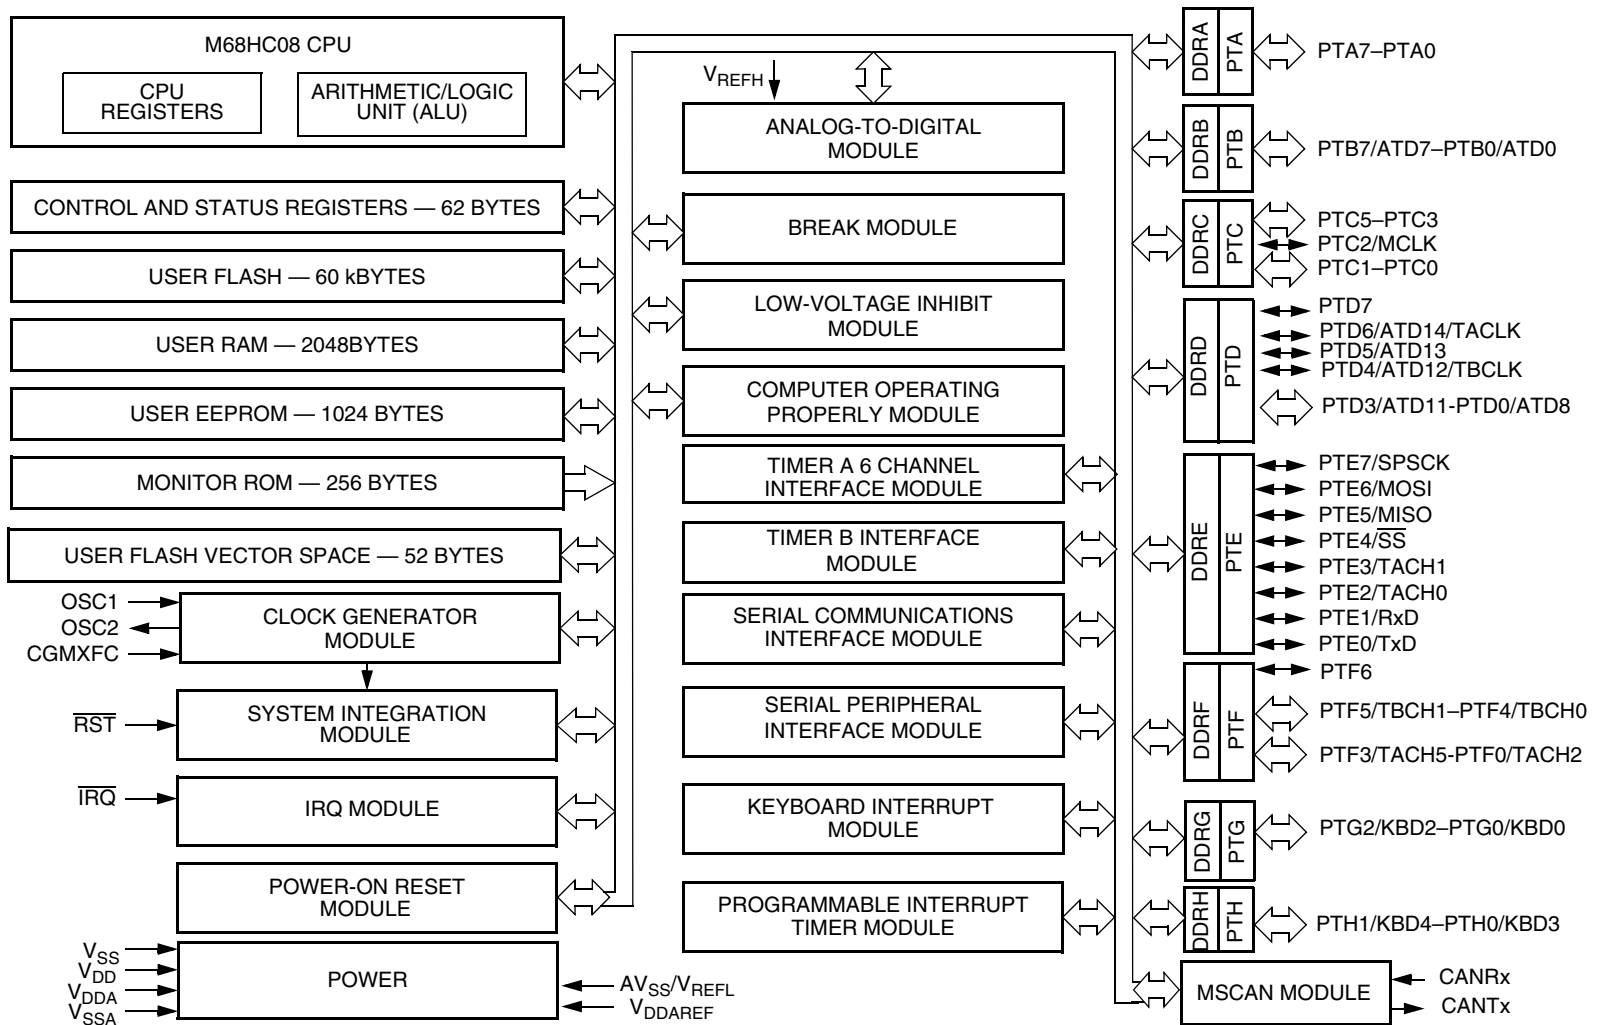 M68HC08 CPU
CPU
REGISTERS
ARITHMETIC/LOGIC
UNIT (ALU)
CONTROL AND STATUS REGISTERS — 62 BYTES
USER FLASH — 60 kBYTES
USER RAM — 2048BYTES
USER EEPROM — 1024 BYTES
MONITOR ROM — 256 BYTES
USER FLASH VECTOR SPACE — 52 BYTES
OSC1
OSC2
CGMXFC
CLOCK GENERATOR
MODULE
RST
SYSTEM INTEGRATION
MODULE
IRQ
IRQ MODULE
POWER-ON RESET
MODULE
VSS
VDD
VDDA
VSSA
POWER
AVSS/VREFL
VDDAREF
VREFH
ANALOG-TO-DIGITAL
MODULE
BREAK MODULE
LOW-VOLTAGE INHIBIT
MODULE
COMPUTER OPERATING
PROPERLY MODULE
TIMER A 6 CHANNEL
INTERFACE MODULE
TIMER B INTERFACE
MODULE
SERIAL COMMUNICATIONS
INTERFACE MODULE
SERIAL PERIPHERAL
INTERFACE MODULE
KEYBOARD INTERRUPT
MODULE
PROGRAMMABLE INTERRUPT
TIMER MODULE
DDRA
PTA
PTA7–PTA0
DDRB
PTB
PTB7/ATD7–PTB0/ATD0
DDRC
PTC
PTC5–PTC3
PTC2/MCLK
PTC1–PTC0
DDRD
PTD
PTD7
PTD6/ATD14/TACLK
PTD5/ATD13
PTD4/ATD12/TBCLK
PTD3/ATD11-PTD0/ATD8
DDRE
PTE
PTE7/SPSCK
PTE6/MOSI
PTE5/MISO
PTE4/SS
PTE3/TACH1
PTE2/TACH0
PTE1/RxD
PTE0/TxD
DDRF
PTF
PTF6
PTF5/TBCH1–PTF4/TBCH0
PTF3/TACH5-PTF0/TACH2
DDRG
PTG
PTG2/KBD2–PTG0/KBD0
DDRH
PTH
PTH1/KBD4–PTH0/KBD3
MSCAN MODULE
CANRx
CANTx